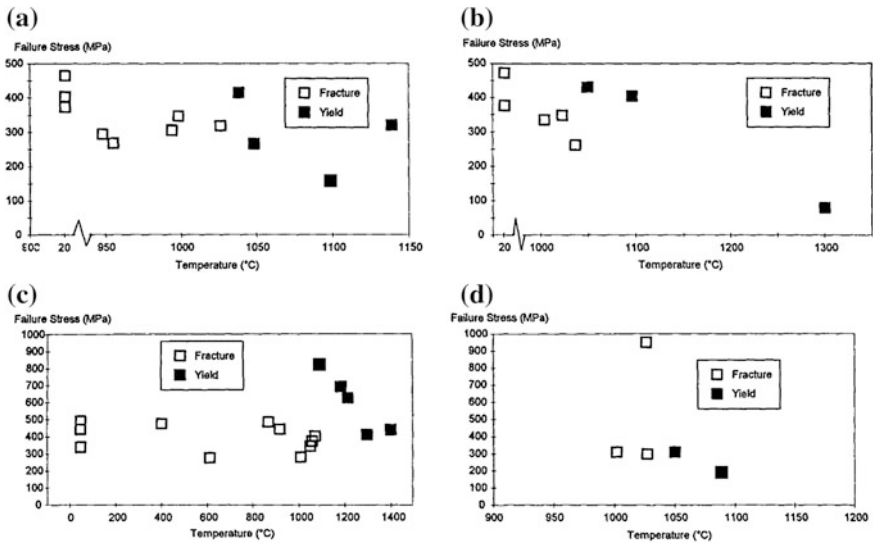 (a)
Failure Stress (MPa)
500
400
300
200
100
0
Fracture
Yield
20 950 1000 1050 1100 1150
Temperature (°C)
(b)
Failure Stress (MPa)
500
400
300
200
100
0
Fracture
Yield
20 1000 1100 1200 1300
Temperature (°C)
(c)
Failure Stress (MPa)
1000
900
800
700
600
500
400
300
200
100
0
Fracture
Yield
0 200 400 600 800 1000 1200 1400
Temperature (°C)
(d)
Failure Stress (MPa)
1000
900
800
700
600
500
400
300
200
100
0
Fracture
Yield
900 1000 1050 1100 1150 1200
Temperature (°C)